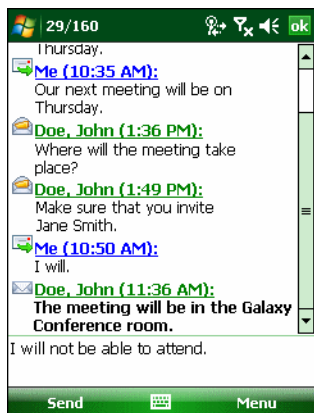 29/160
ok
Thursday.
Me (10:35 AM):
Our next meeting will be on
Thursday.
Doe, John (1:36 PM):
Where will the meeting take
place?
Doe, John (1:49 PM):
Make sure that you invite
Jane Smith.
Me (10:50 AM):
I will.
Doe, John (11:36 AM):
The meeting will be in the Galaxy
Conference room.
I will not be able to attend.
Send
Menu